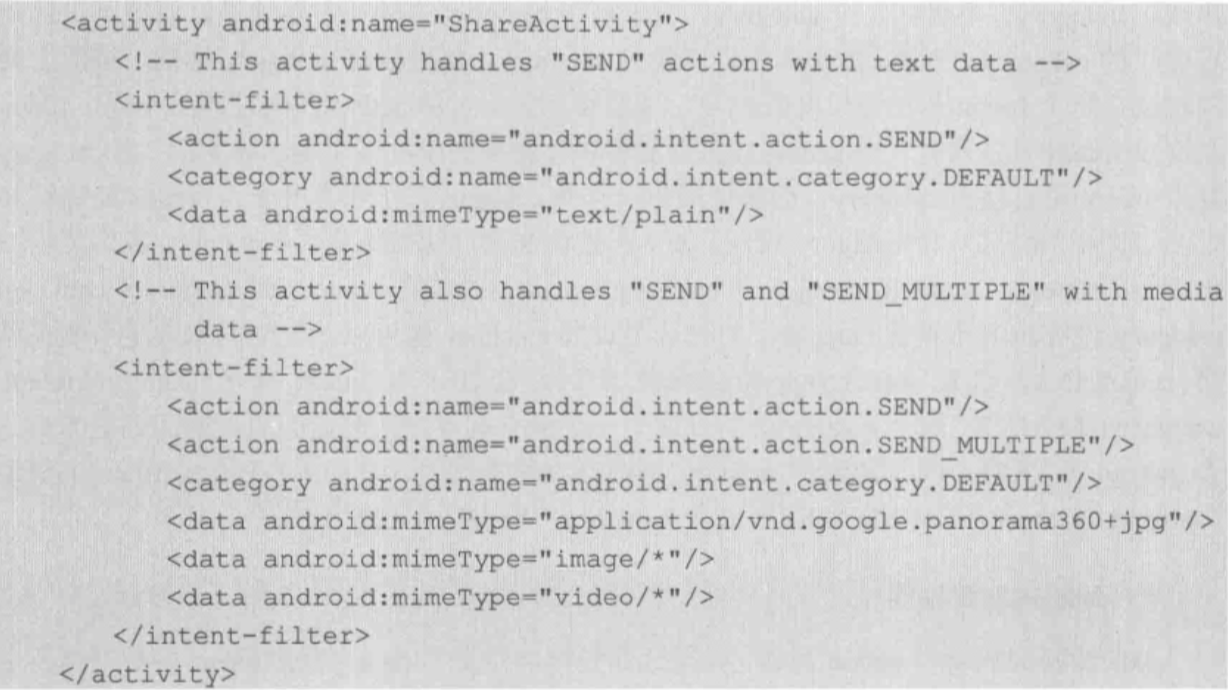 <activity android:name="ShareActivity">
<!-- This activity handles "SEND" actions with text data -->
<intent-filter>
<action android:name="android.intent.action.SEND"/>
<category android:name="android.intent.category.DEFAULT"/>
<data android:mimeType="text/plain"/>
</intent-filter>
<!-- This activity also handles "SEND" and "SEND_MULTIPLE" with media
data -->
<intent-filter>
<action android:name="android.intent.action.SEND"/>
<action android:name="android.intent.action.SEND_MULTIPLE"/>
<category android:name="android.intent.category.DEFAULT"/>
<data android:mimeType="application/vnd.google.panorama360+jpg"/>
<data android:mimeType="image/*"/>
<data android:mimeType="video/*"/>
</intent-filter>
</activity>